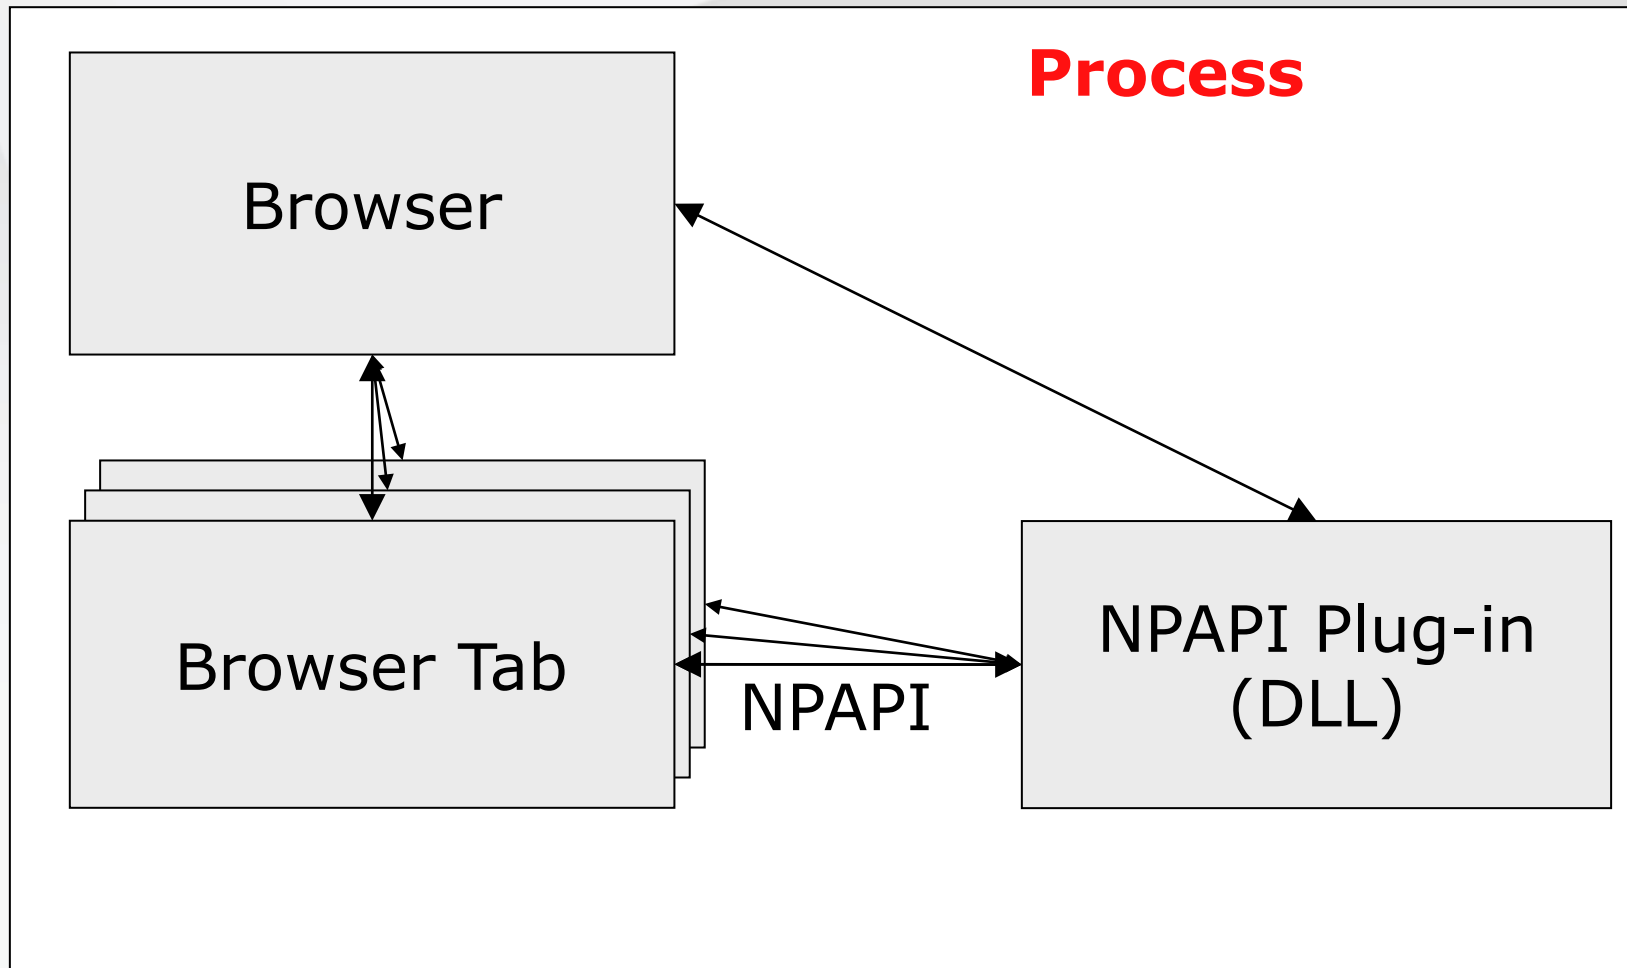 Process
Browser
Browser Tab
NPAPI
NPAPI Plug-in
(DLL)